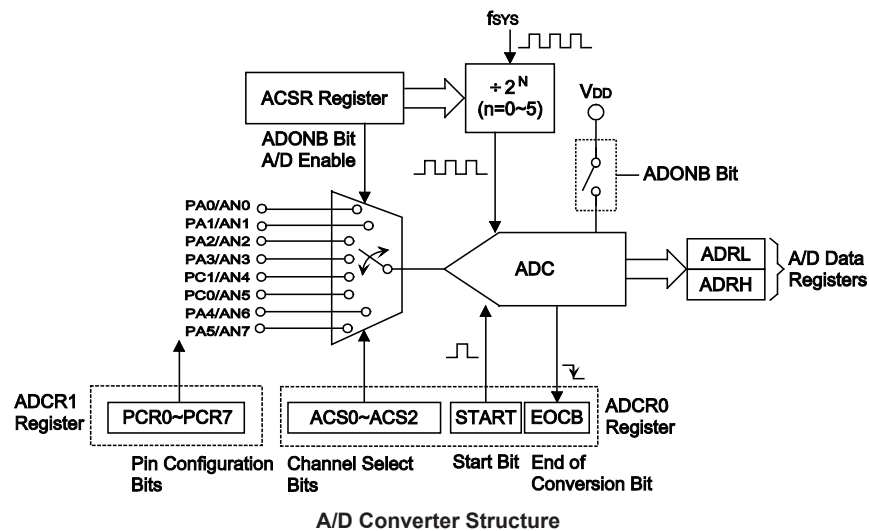 fSYS
ACSR Register
÷ 2^N
(n=0~5)
VDD
ADONB Bit
A/D Enable
ADONB Bit
PA0/AN0
PA1/AN1
PA2/AN2
PA3/AN3
PC1/AN4
PC0/AN5
PA4/AN6
PA5/AN7
ADC
ADRL
ADRH
A/D Data
Registers
ADCR1
Register
PCR0~PCR7
ACS0~ACS2
START
EOCB
ADCR0
Register
Pin Configuration
Bits
Channel Select
Bits
Start Bit
End of
Conversion Bit
A/D Converter Structure